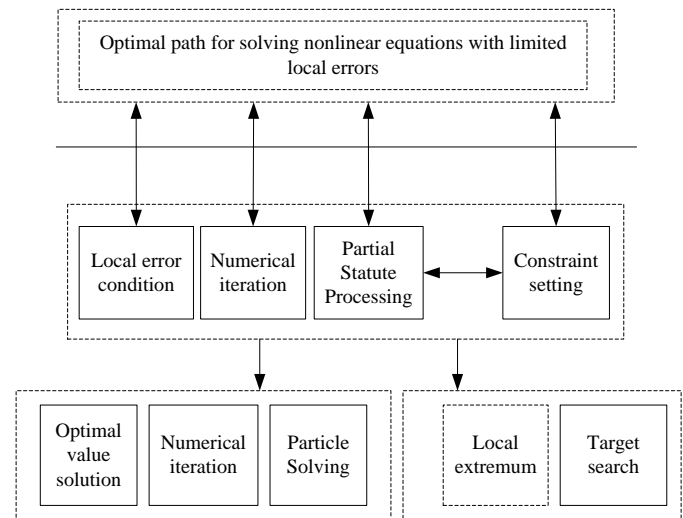 Optimal path for solving nonlinear equations with limited
local errors
Local error
condition
Numerical
iteration
Partial
Statute
Processing
Constraint
setting
Optimal
value
solution
Numerical
iteration
Particle
Solving
Local
extremum
Target
search